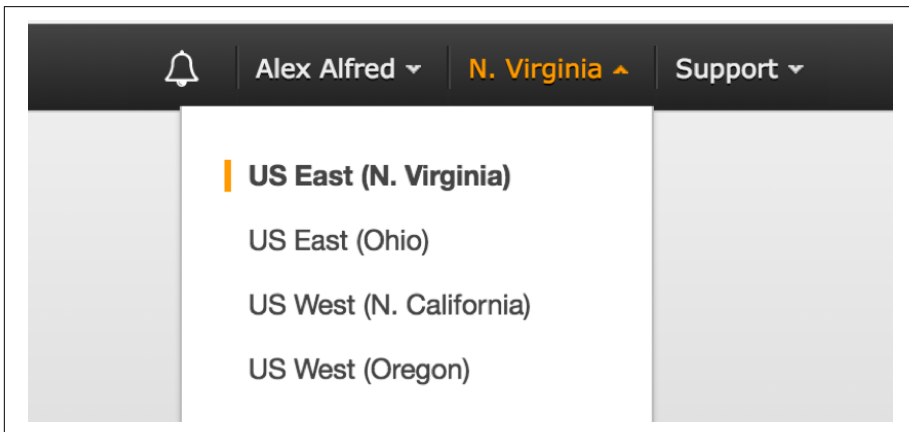 Alex Alfred N. Virginia Support
US East (N. Virginia)
US East (Ohio)
US West (N. California)
US West (Oregon)